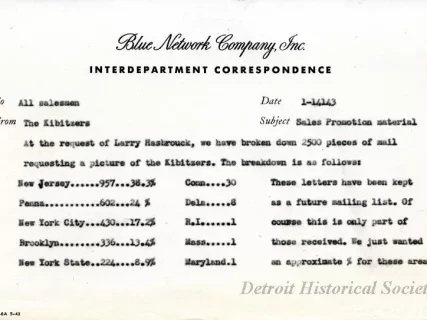 Blue Network Company, Inc.
INTERDEPARTMENT CORRESPONDENCE
To All salesmen Date 1-14143
From The Kibitzers Subject Sales Promotion material
At the request of Larry Hasbrouck, we have broken down 2500 pieces of mail
requesting a picture of the Kibitzers. The breakdown is as follows:
New Jersey......957...38.3% Conn....30 These letters have been kept
Penna...........602...24 % Dela....8 as a future mailing list. Of
New York City...430...17.2% R.I.....1 course this is only part of
Brooklyn........336...13.4% Mass....1 those received. We just wanted
New York State..224....8.9% Maryland.1 an approximate % for these area
Detroit Historical Societ